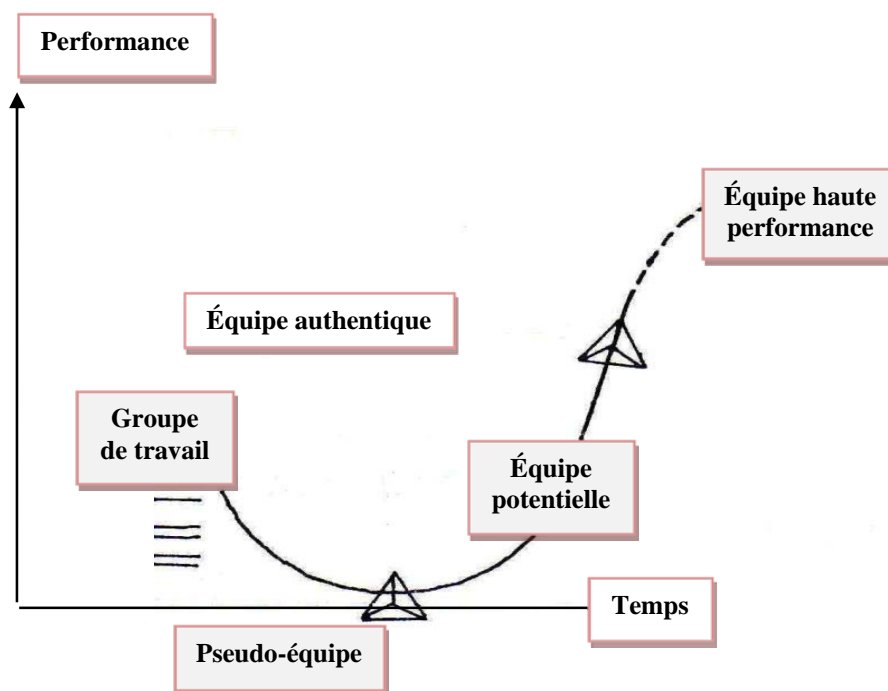 Performance
Équipe haute
performance
Équipe authentique
Groupe
de travail
Équipe
potentielle
Temps
Pseudo-équipe